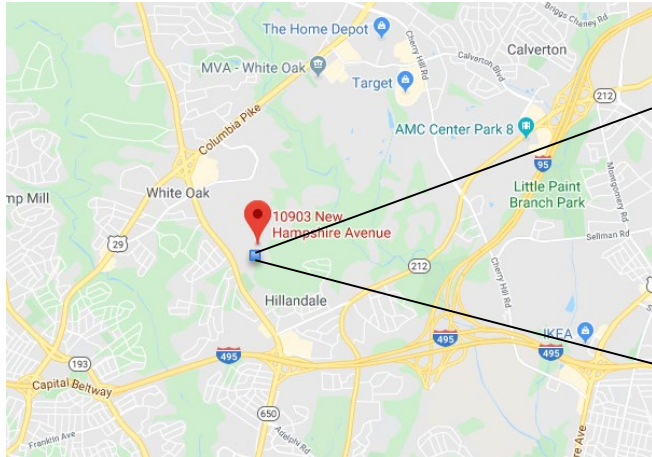 Briggs Chaney Rd
The Home Depot
Cherry Hill Rd
Calverton
Calverton Blvd
MVA - White Oak
Target
212
Columbia Pike
AMC Center Park 8
95
Montgomery Rd
mp Mill
White Oak
Little Paint
Branch Park
10903 New
Hampshire Avenue
29
Sellman Rd
212
Cherry Hill Rd
Hillandale
IKEA
495
495
495
193
Capital Beltway
650
Adelphi Rd
Franklin Ave
re Ave